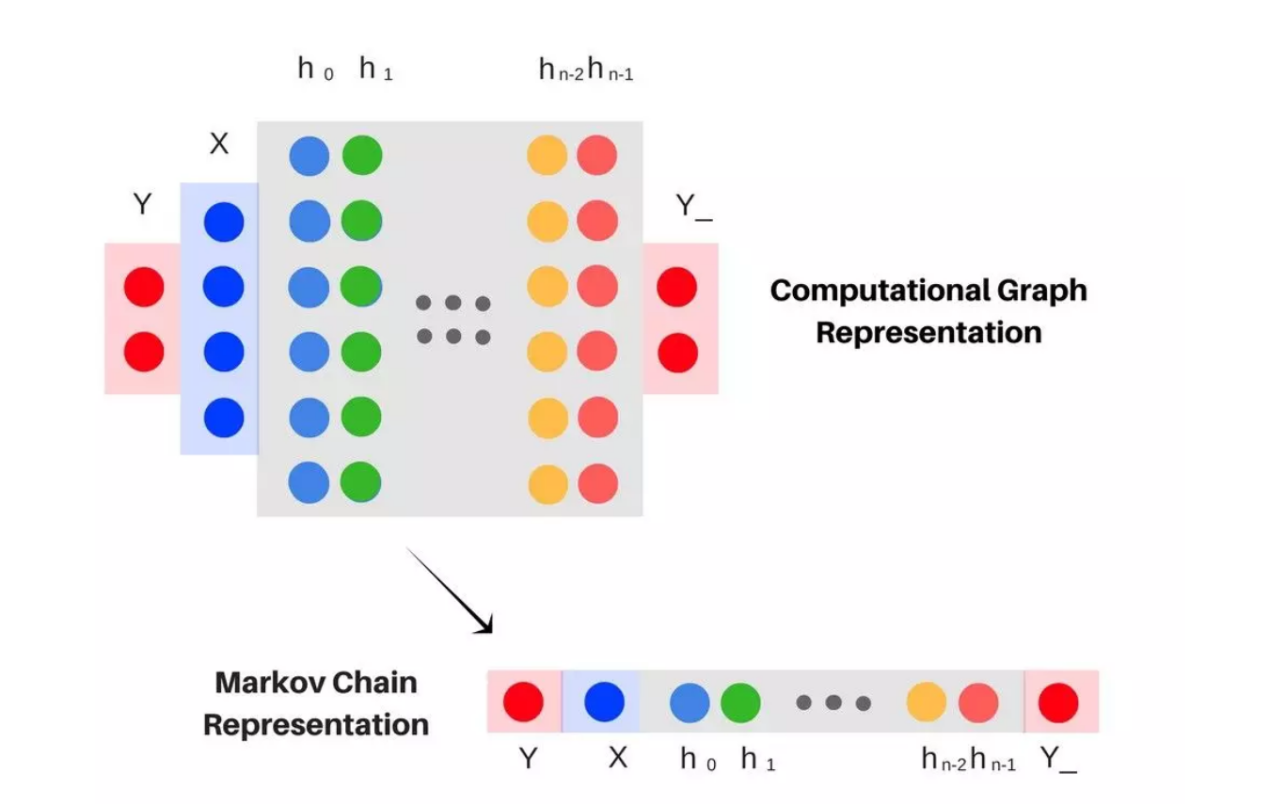 h 0 h 1 h n-2 h n-1
X
Y
Y_
Computational Graph
Representation
Markov Chain
Representation
Y X h 0 h 1 h n-2 h n-1 Y_